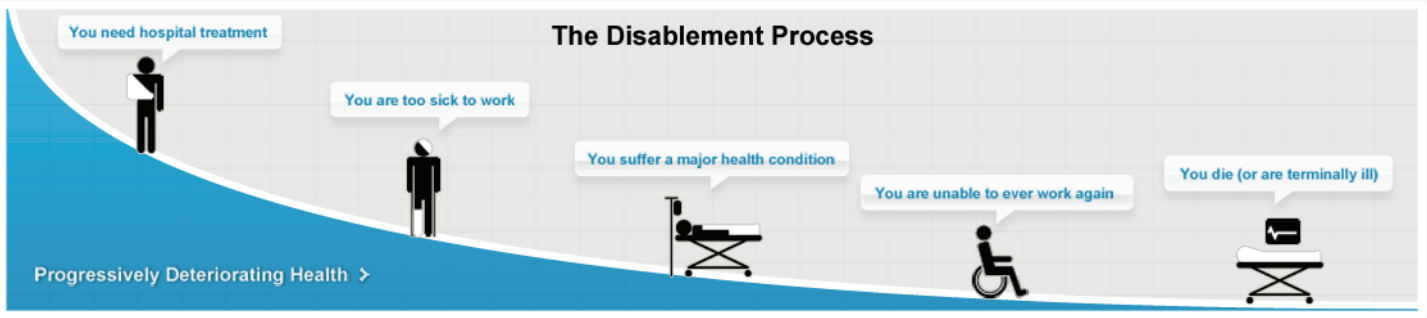 The Disablement Process
You need hospital treatment
You are too sick to work
You suffer a major health condition
You are unable to ever work again
You die (or are terminally ill)
Progressively Deteriorating Health >